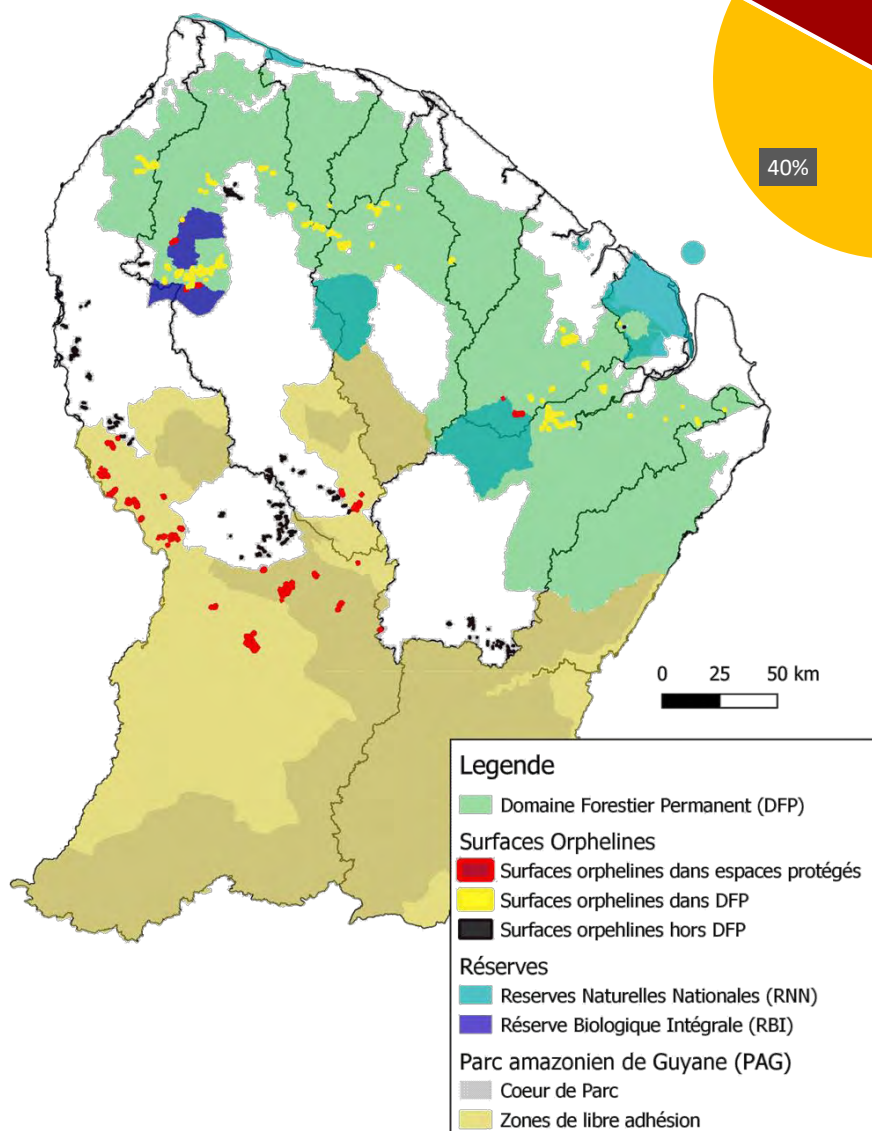 40%
0 25 50 km
Legende
Domaine Forestier Permanent (DFP)
Surfaces Orphelines
Surfaces orphelines dans espaces protégés
Surfaces orphelines dans DFP
Surfaces orpehlines hors DFP
Réserves
Reserves Naturelles Nationales (RNN)
Réserve Biologique Intégrale (RBI)
Parc amazonien de Guyane (PAG)
Coeur de Parc
Zones de libre adhésion